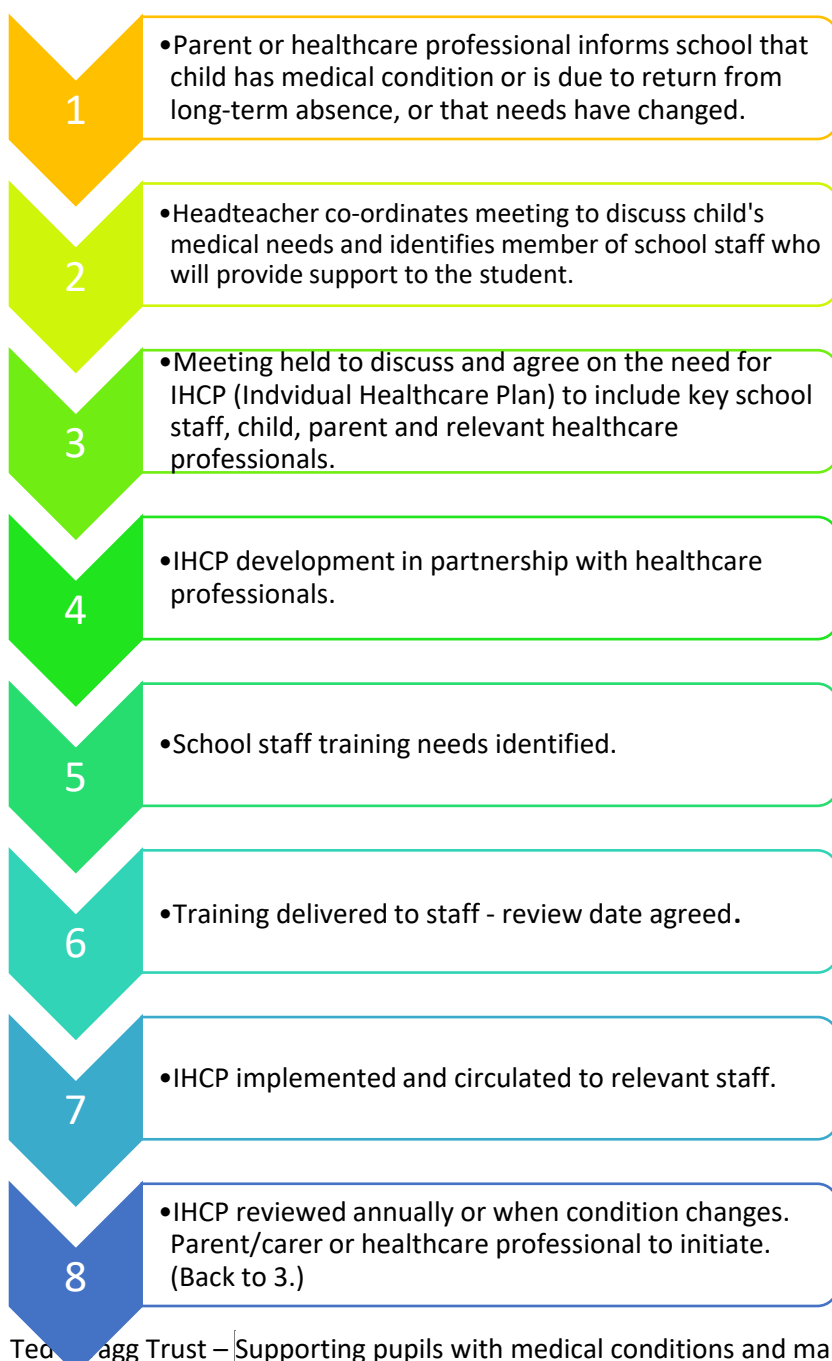 1
•Parent or healthcare professional informs school that
child has medical condition or is due to return from
long-term absence, or that needs have changed.
2
•Headteacher co-ordinates meeting to discuss child's
medical needs and identifies member of school staff who
will provide support to the student.
3
•Meeting held to discuss and agree on the need for
IHCP (Indvidual Healthcare Plan) to include key school
staff, child, parent and relevant healthcare
professionals.
4
•IHCP development in partnership with healthcare
professionals.
5
•School staff training needs identified.
6
•Training delivered to staff - review date agreed.
7
•IHCP implemented and circulated to relevant staff.
8
•IHCP reviewed annually or when condition changes.
Parent/carer or healthcare professional to initiate.
(Back to 3.)
Ted agg Trust – Supporting pupils with medical conditions and ma